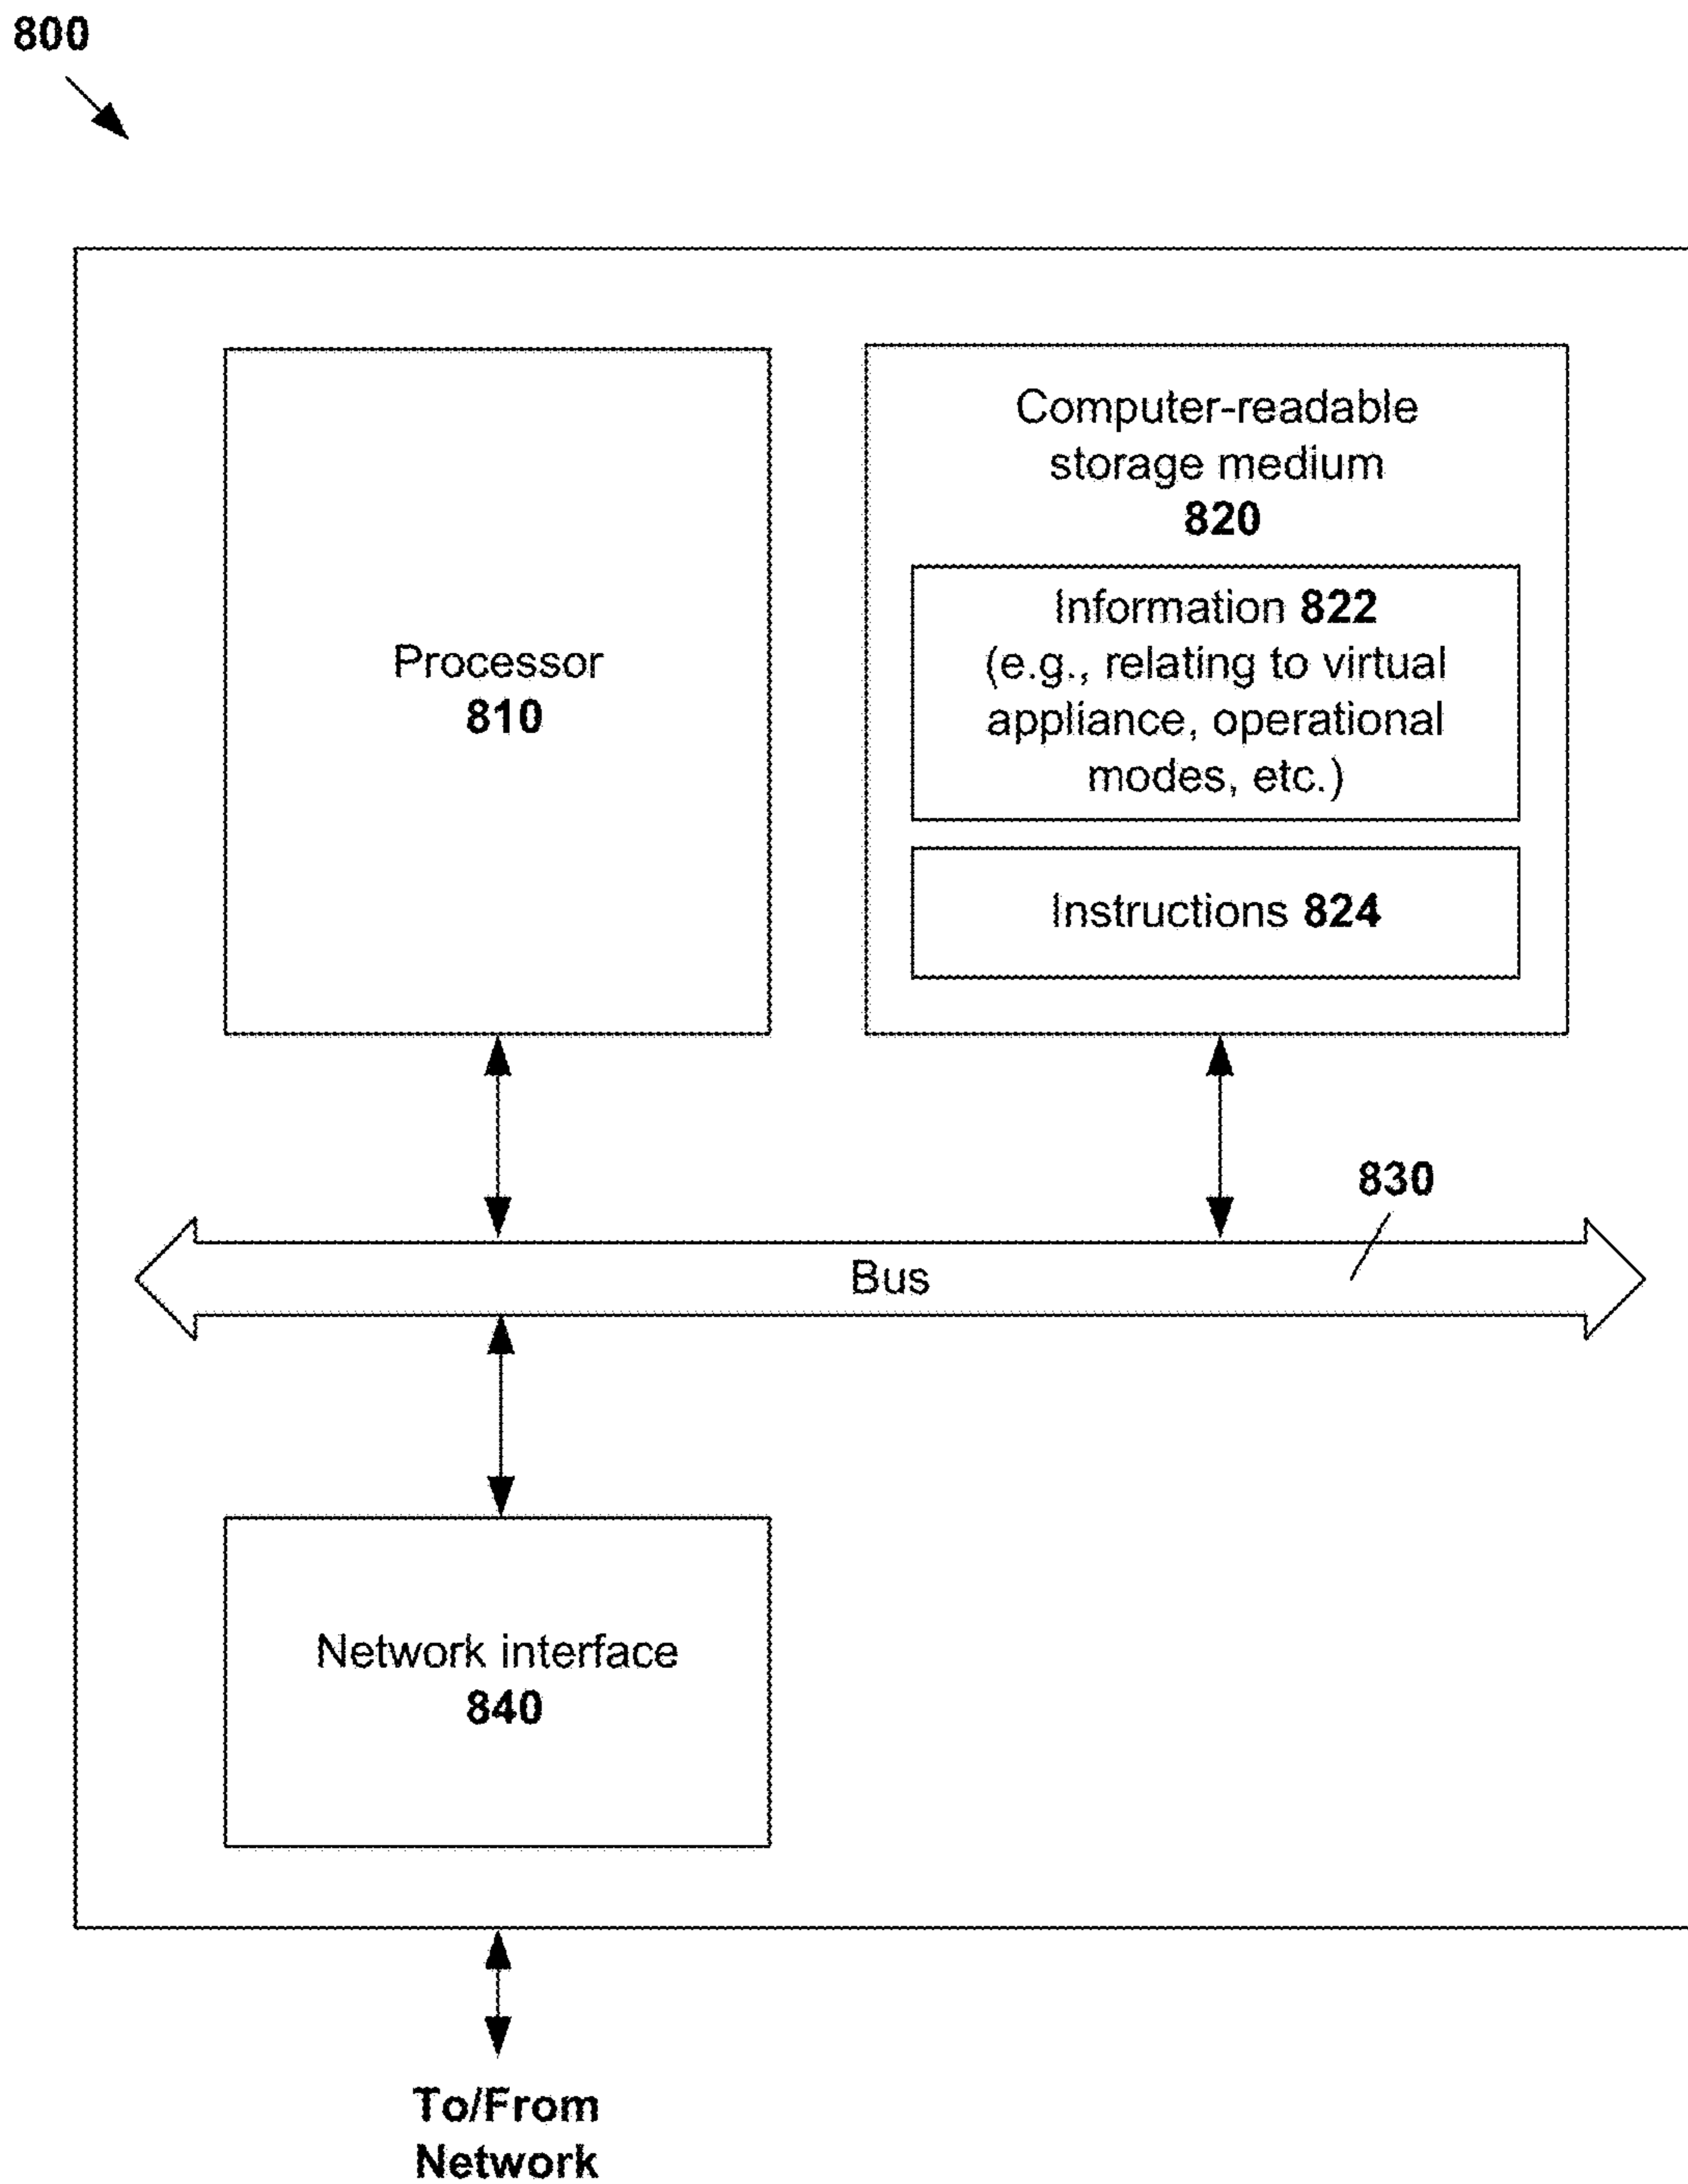 800
Processor
810
Computer-readable
storage medium
820
Information 822
(e.g., relating to virtual
appliance, operational
modes, etc.)
Instructions 824
830
Bus
Network interface
840
To/From
Network